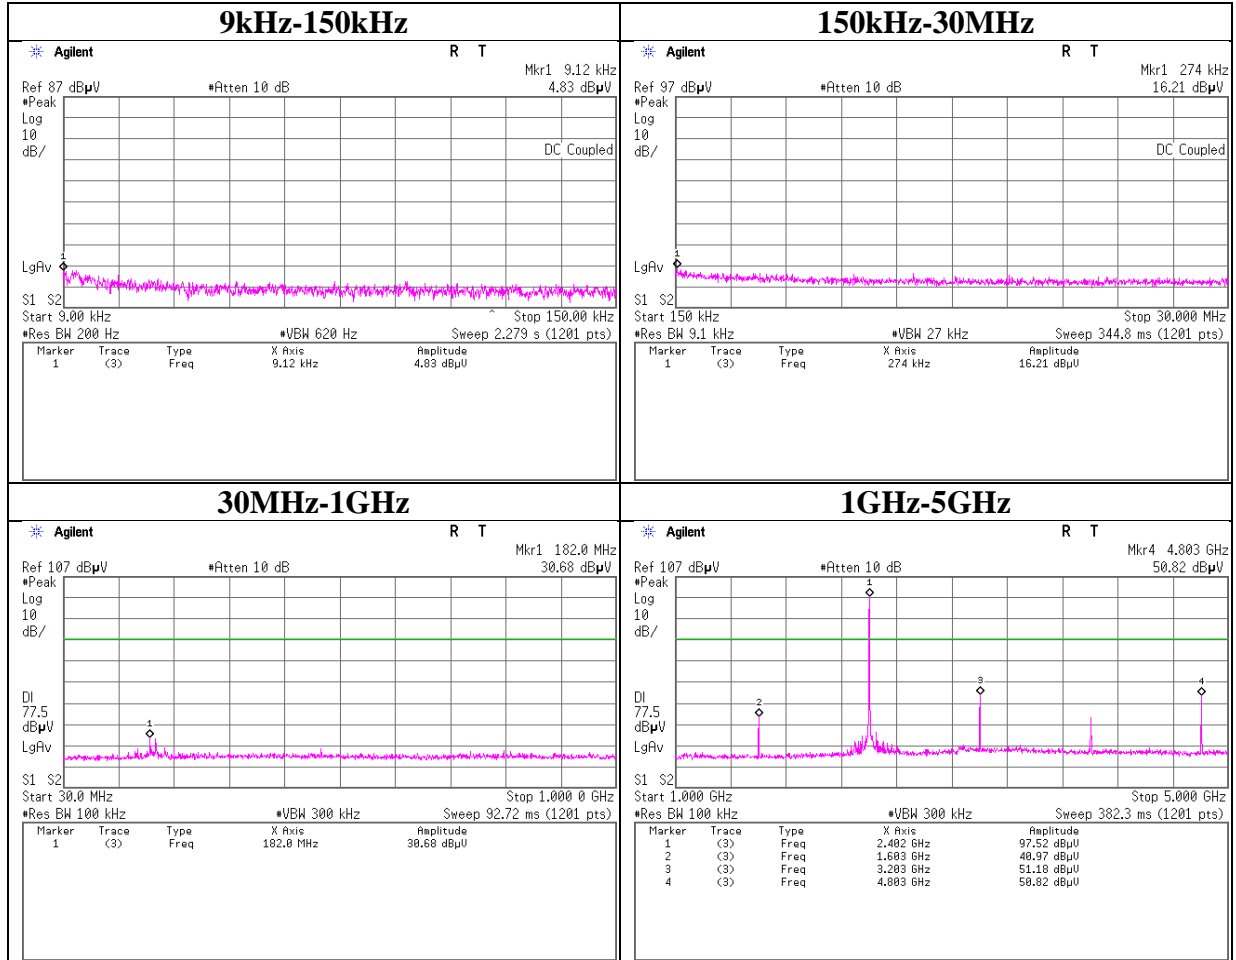 9kHz-150kHz
Agilent R T
Mkr1 9.12 kHz
Ref 87 dBµV #Atten 10 dB 4.83 dBµV
#Peak
Log
10
dB/
DC Coupled
1
LgAv
S1 S2
Start 9.00 kHz ^ Stop 150.00 kHz
#Res BW 200 Hz #VBW 620 Hz Sweep 2.279 s (1201 pts)
Marker Trace Type X Axis Amplitude
1 (3) Freq 9.12 kHz 4.83 dBµV
150kHz-30MHz
Agilent R T
Mkr1 274 kHz
Ref 97 dBµV #Atten 10 dB 16.21 dBµV
#Peak
Log
10
dB/
DC Coupled
1
LgAv
S1 S2
Start 150 kHz Stop 30.000 MHz
#Res BW 9.1 kHz #VBW 27 kHz Sweep 344.8 ms (1201 pts)
Marker Trace Type X Axis Amplitude
1 (3) Freq 274 kHz 16.21 dBµV
30MHz-1GHz
Agilent R T
Mkr1 182.0 MHz
Ref 107 dBµV #Atten 10 dB 30.68 dBµV
#Peak
Log
10
dB/
DI
77.5
dBµV
1
LgAv
S1 S2
Start 30.0 MHz Stop 1.000 0 GHz
#Res BW 100 kHz #VBW 300 kHz Sweep 92.72 ms (1201 pts)
Marker Trace Type X Axis Amplitude
1 (3) Freq 182.0 MHz 30.68 dBµV
1GHz-5GHz
Agilent R T
Mkr4 4.803 GHz
Ref 107 dBµV #Atten 10 dB 50.82 dBµV
#Peak
1
Log
10
dB/
3 4
DI
2
77.5
dBµV
LgAv
S1 S2
Start 1.000 GHz Stop 5.000 GHz
#Res BW 100 kHz #VBW 300 kHz Sweep 382.3 ms (1201 pts)
Marker Trace Type X Axis Amplitude
1 (3) Freq 2.402 GHz 97.52 dBµV
2 (3) Freq 1.603 GHz 40.97 dBµV
3 (3) Freq 3.203 GHz 51.18 dBµV
4 (3) Freq 4.803 GHz 50.82 dBµV